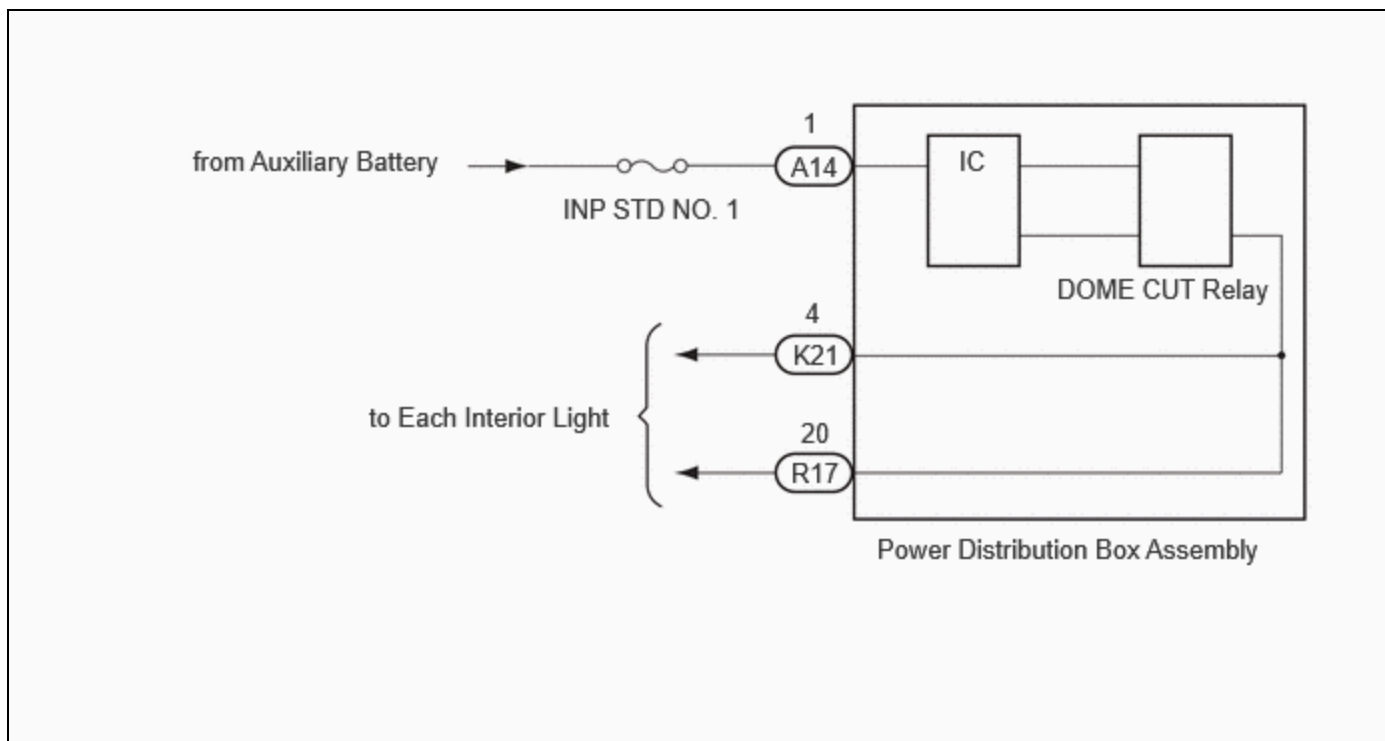 1
from Auxiliary Battery
A14
IC
INP STD NO. 1
DOME CUT Relay
4
K21
to Each Interior Light
20
R17
Power Distribution Box Assembly